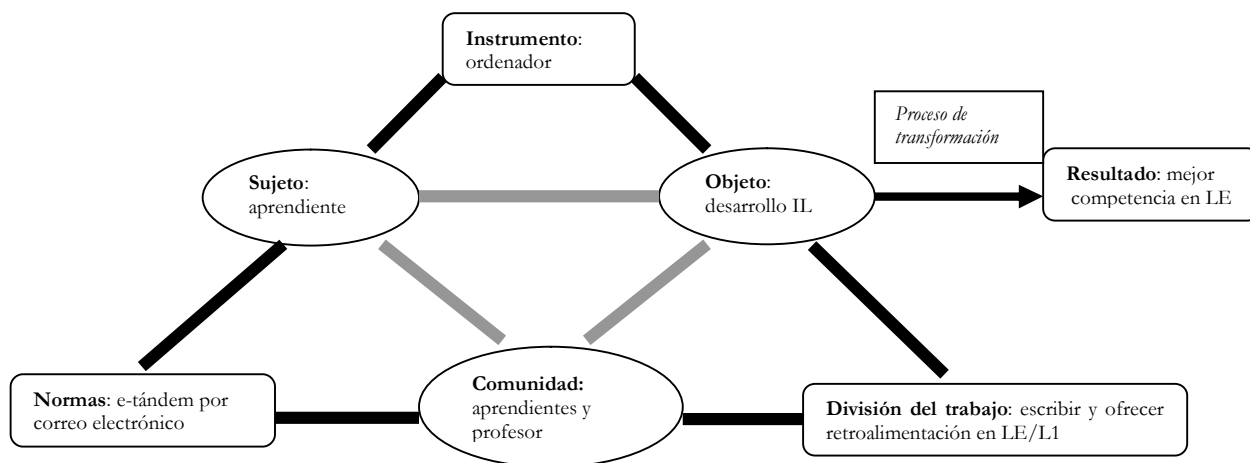 Instrumento:
ordenador
Proceso de
transformación
Sujeto:
aprendiente
Objeto:
desarrollo IL
Resultado: mejor
competencia en LE
Normas: e-tándem por
correo electrónico
Comunidad:
aprendientes y
profesor
División del trabajo: escribir y ofrecer
retroalimentación en LE/L1